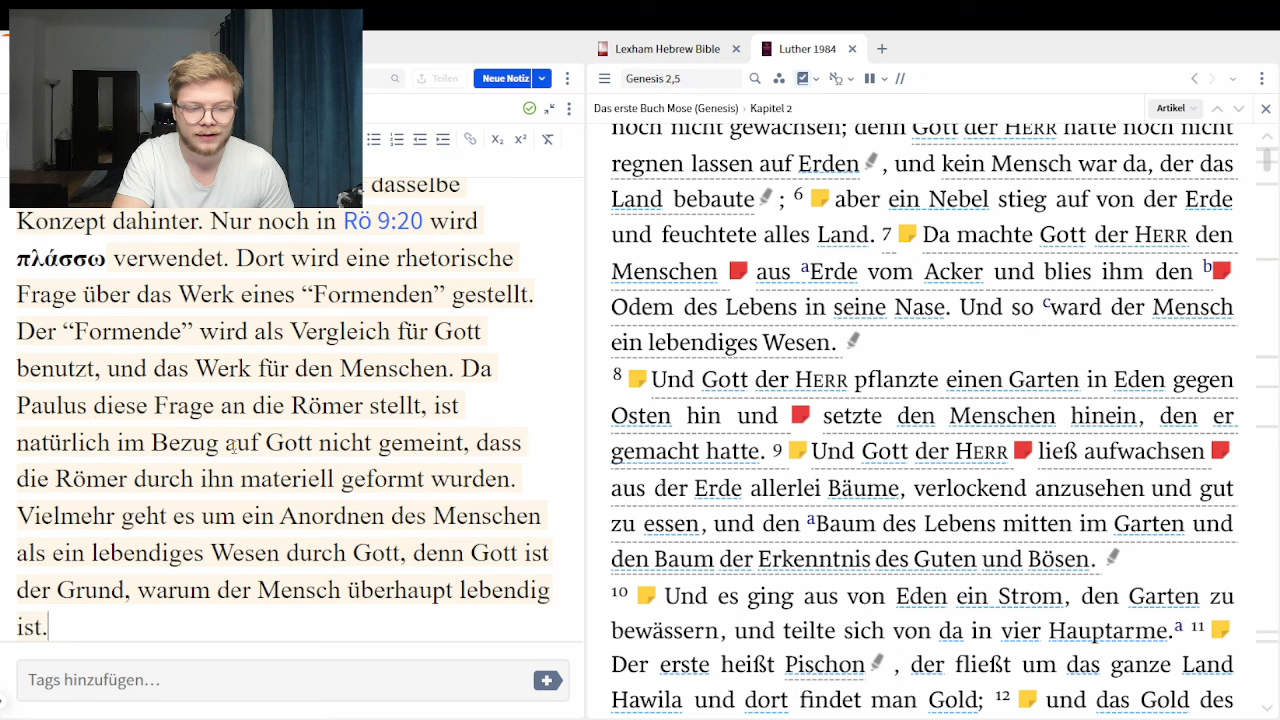 Teilen
Neue Notiz
X₂ X²
dasselbe
Konzept dahinter. Nur noch in Rö 9:20 wird
πλάσσω verwendet. Dort wird eine rhetorische
Frage über das Werk eines “Formenden” gestellt.
Der “Formende” wird als Vergleich für Gott
benutzt, und das Werk für den Menschen. Da
Paulus diese Frage an die Römer stellt, ist
natürlich im Bezug auf Gott nicht gemeint, dass
die Römer durch ihn materiell geformt wurden.
Vielmehr geht es um ein Anordnen des Menschen
als ein lebendiges Wesen durch Gott, denn Gott ist
der Grund, warum der Mensch überhaupt lebendig
ist.
Tags hinzufügen…
Lexham Hebrew Bible
Luther 1984
Genesis 2,5
Das erste Buch Mose (Genesis) › Kapitel 2
Artikel
noch nicht gewachsen; denn Gott der HERR hatte noch nicht
regnen lassen auf Erden , und kein Mensch war da, der das
Land bebaute ; 6 aber ein Nebel stieg auf von der Erde
und feuchtete alles Land. 7 Da machte Gott der HERR den
Menschen aus aErde vom Acker und blies ihm den b
Odem des Lebens in seine Nase. Und so cward der Mensch
ein lebendiges Wesen.
8 Und Gott der HERR pflanzte einen Garten in Eden gegen
Osten hin und setzte den Menschen hinein, den er
gemacht hatte. 9 Und Gott der HERR ließ aufwachsen
aus der Erde allerlei Bäume, verlockend anzusehen und gut
zu essen, und den aBaum des Lebens mitten im Garten und
den Baum der Erkenntnis des Guten und Bösen.
10 Und es ging aus von Eden ein Strom, den Garten zu
bewässern, und teilte sich von da in vier Hauptarme.a 11
Der erste heißt Pischon , der fließt um das ganze Land
Hawila und dort findet man Gold; 12 und das Gold des